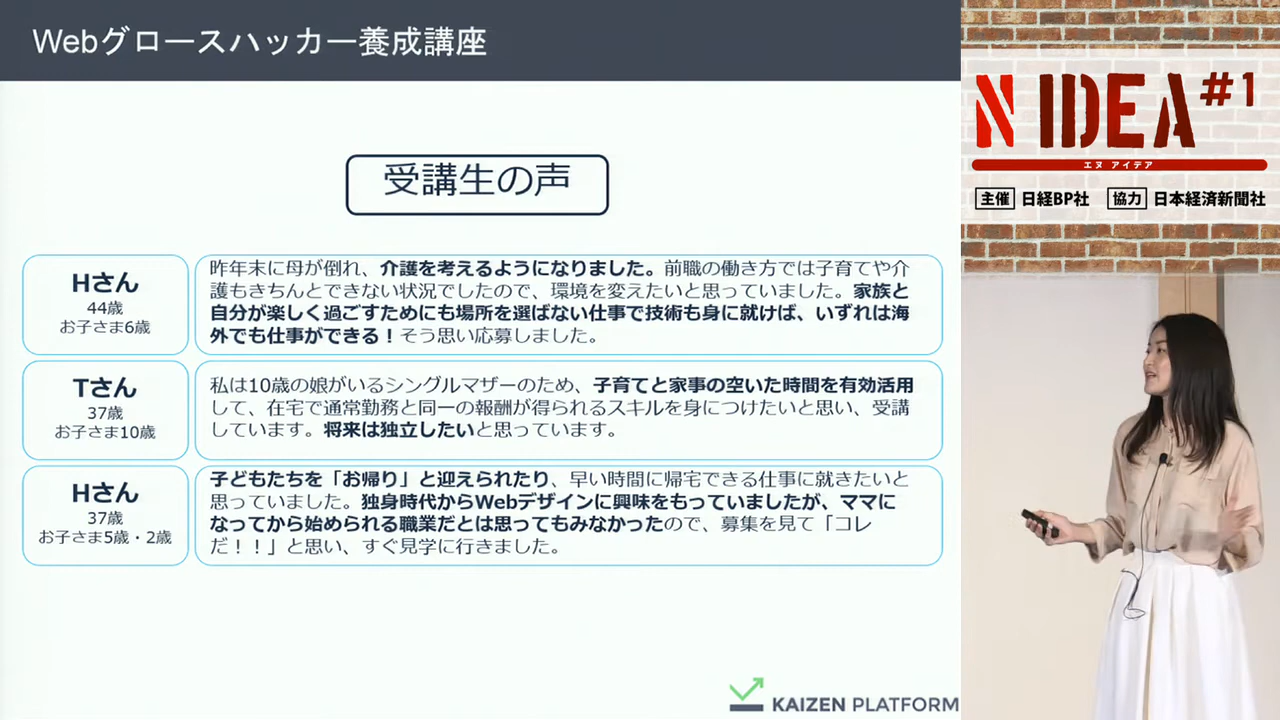 Webグロースハッカー養成講座
受講生の声
Hさん
44歳
お子さま6歳
昨年末に母が倒れ、介護を考えるようになりました。前職の働き方では子育てや介
護もきちんとできない状況でしたので、環境を変えたいと思っていました。家族と
自分が楽しく過ごすためにも場所を選ばない仕事で技術も身に就けば、いずれは海
外でも仕事ができる！そう思い応募しました。
Tさん
37歳
お子さま10歳
私は10歳の娘がいるシングルマザーのため、子育てと家事の空いた時間を有効活用
して、在宅で通常勤務と同一の報酬が得られるスキルを身につけたいと思い、受講
しています。将来は独立したいと思っています。
Hさん
37歳
お子さま5歳・2歳
子どもたちを「お帰り」と迎えられたり、早い時間に帰宅できる仕事に就きたいと
思っていました。独身時代からWebデザインに興味をもっていましたが、ママに
なってから始められる職業だとは思ってもみなかったので、募集を見て「コレ
だ！！」と思い、すぐ見学に行きました。
KAIZEN PLATFORM
N IDEA #1
エヌ アイデア
主催 日経BP社 協力 日本経済新聞社